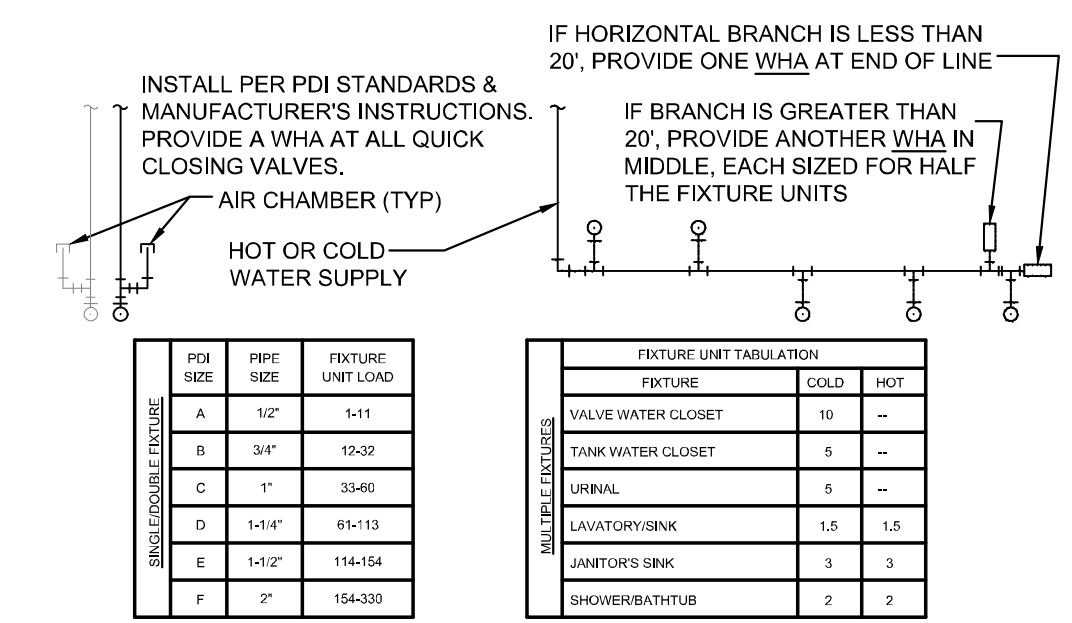 IF HORIZONTAL BRANCH IS LESS THAN
20', PROVIDE ONE WHA AT END OF LINE
INSTALL PER PDI STANDARDS &
MANUFACTURER'S INSTRUCTIONS.
PROVIDE A WHA AT ALL QUICK
CLOSING VALVES.
IF BRANCH IS GREATER THAN
20', PROVIDE ANOTHER WHA IN
MIDDLE, EACH SIZED FOR HALF
THE FIXTURE UNITS
AIR CHAMBER (TYP)
HOT OR COLD
WATER SUPPLY
SINGLE/DOUBLE FIXTURE
PDI SIZE PIPE SIZE FIXTURE UNIT LOAD
A 1/2" 1-11
B 3/4" 12-32
C 1" 33-60
D 1-1/4" 61-113
E 1-1/2" 114-154
F 2" 154-330
MULTIPLE FIXTURES
FIXTURE UNIT TABULATION
FIXTURE COLD HOT
VALVE WATER CLOSET 10 --
TANK WATER CLOSET 5 --
URINAL 5 --
LAVATORY/SINK 1.5 1.5
JANITOR'S SINK 3 3
SHOWER/BATHTUB 2 2